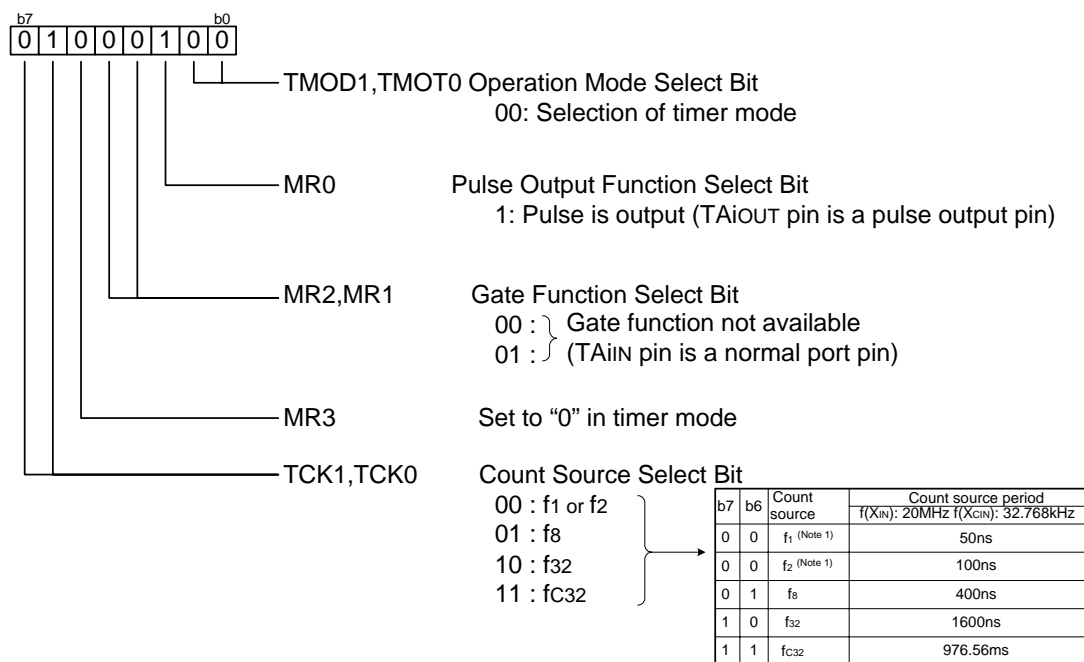 b7 b0
0 1 0 0 0 1 0 0
TMOD1,TMOT0 Operation Mode Select Bit
00: Selection of timer mode
MR0 Pulse Output Function Select Bit
1: Pulse is output (TAiOUT pin is a pulse output pin)
MR2,MR1 Gate Function Select Bit
00 : Gate function not available
01 : (TAiIN pin is a normal port pin)
MR3 Set to “0” in timer mode
TCK1,TCK0 Count Source Select Bit
00 : f1 or f2
01 : f8
10 : f32
11 : fC32
b7 b6 Count source Count source period
f(XIN): 20MHz f(XCIN): 32.768kHz
0 0 f1 (Note 1) 50ns
0 0 f2 (Note 1) 100ns
0 1 f8 400ns
1 0 f32 1600ns
1 1 fC32 976.56ms